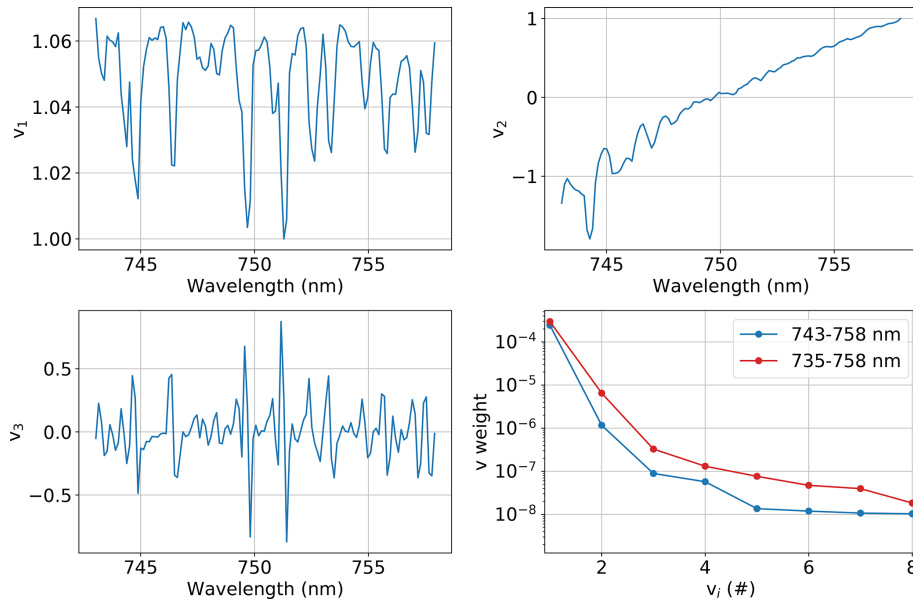 v₁
1.06
1.04
1.02
1.00
745
750
755
Wavelength (nm)
v₂
1
0
−1
745
750
755
Wavelength (nm)
v₃
0.5
0.0
−0.5
745
750
755
Wavelength (nm)
v weight
10⁻⁴
10⁻⁵
10⁻⁶
10⁻⁷
10⁻⁸
743-758 nm
735-758 nm
2
4
6
8
vᵢ (#)